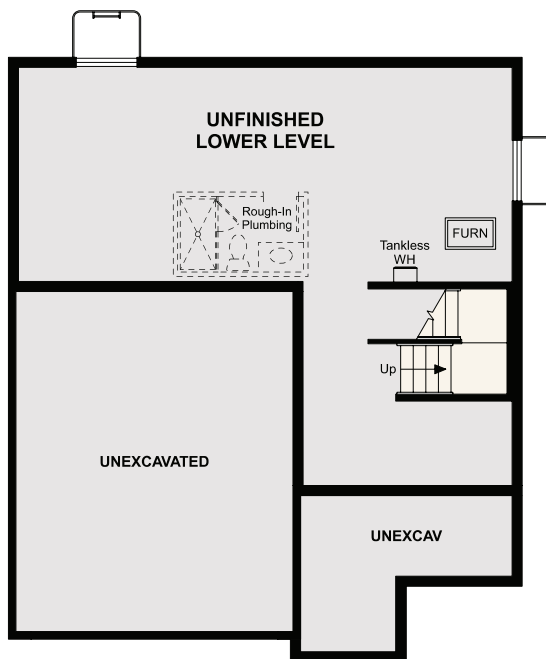 UNFINISHED
LOWER LEVEL
Rough-In
Plumbing
FURN
Tankless
WH
Up
UNEXCAVATED
UNEXCAV